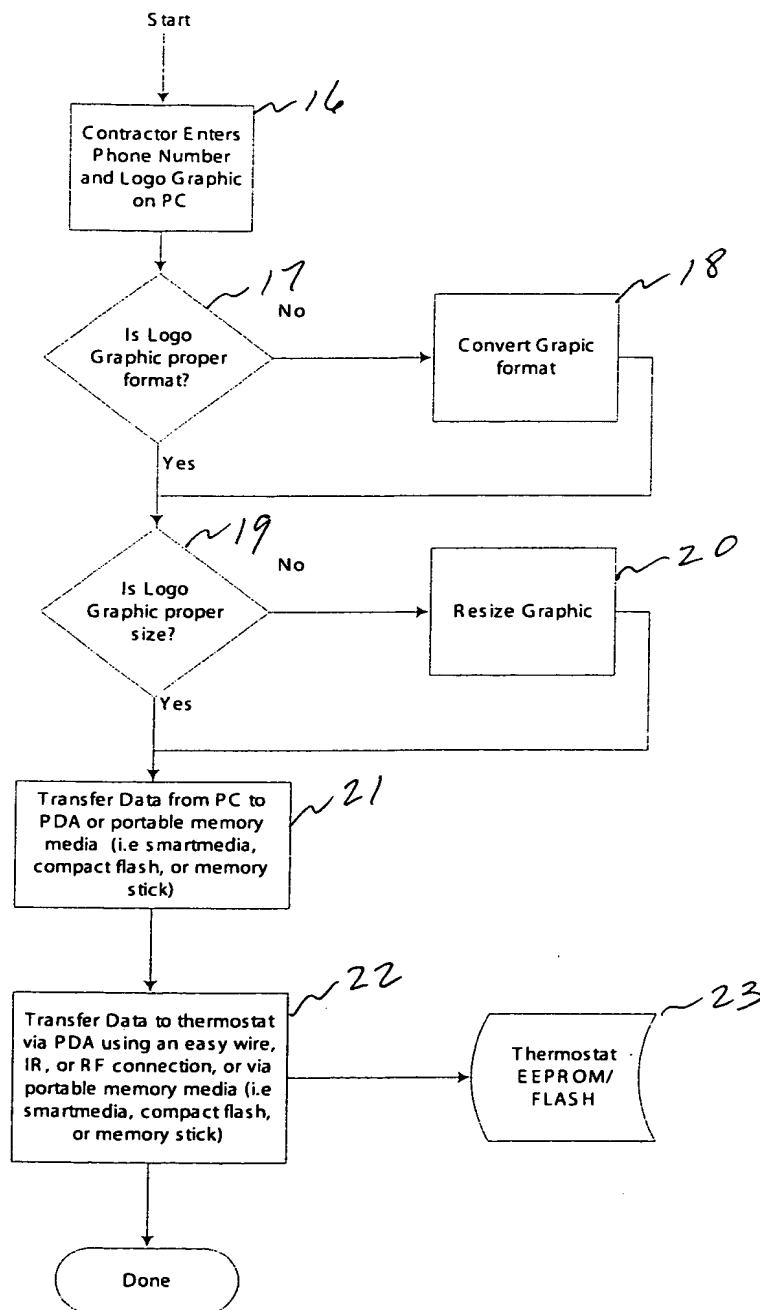 Start
16
Contractor Enters
Phone Number
and Logo Graphic
on PC
17
No
18
Is Logo
Graphic proper
format?
Convert Grapic
format
Yes
19
No
20
Is Logo
Graphic proper
size?
Resize Graphic
Yes
21
Transfer Data from PC to
PDA or portable memory
media (i.e smartmedia,
compact flash, or memory
stick)
22
23
Transfer Data to thermostat
via PDA using an easy wire,
IR, or RF connection, or via
portable memory media (i.e
smartmedia, compact flash,
or memory stick)
Thermostat
EEPROM/
FLASH
Done